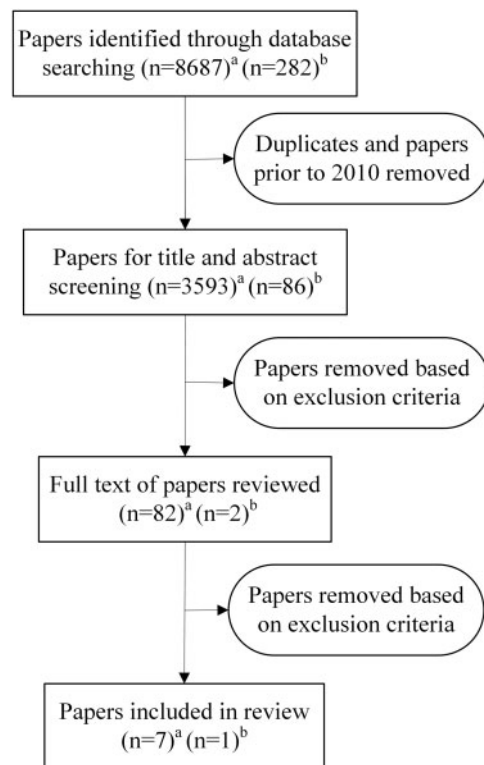 Papers identified through database
searching (n=8687)ᵃ (n=282)ᵇ
Duplicates and papers
prior to 2010 removed
Papers for title and abstract
screening (n=3593)ᵃ (n=86)ᵇ
Papers removed based
on exclusion criteria
Full text of papers reviewed
(n=82)ᵃ (n=2)ᵇ
Papers removed based
on exclusion criteria
Papers included in review
(n=7)ᵃ (n=1)ᵇ